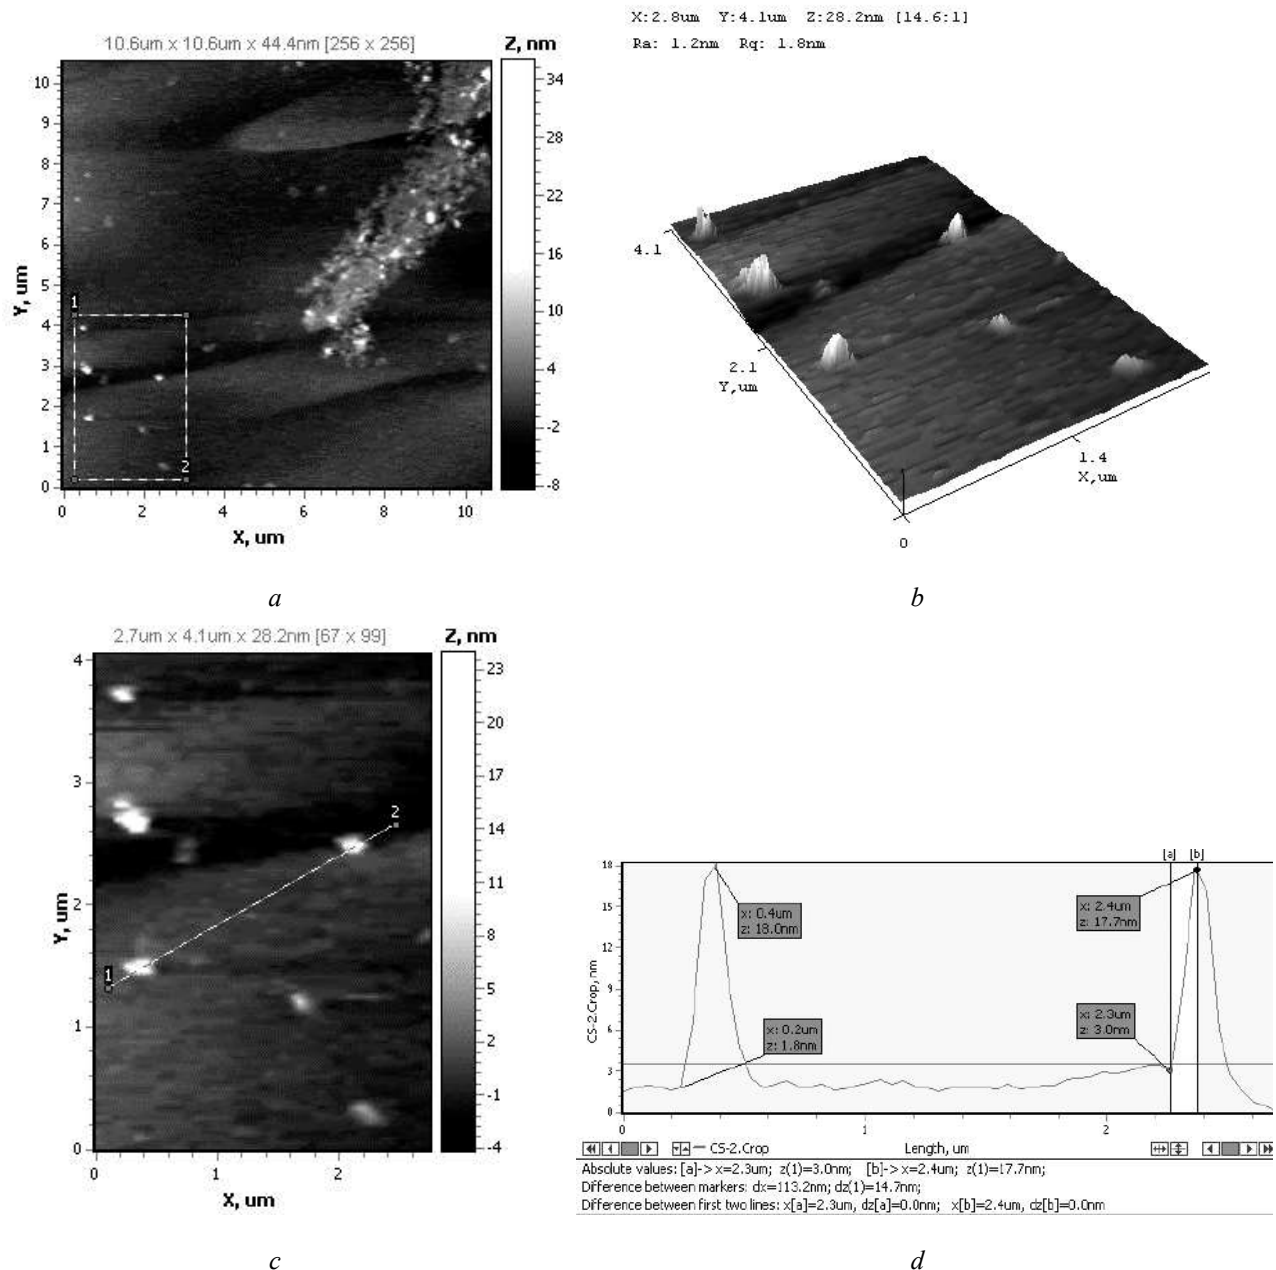 10.6um x 10.6um x 44.4nm [256 x 256]
Z, nm
34
28
22
16
10
4
-2
-8
10
9
8
7
6
5
4
3
2
1
0
Y, um
1
2
0
2
4
6
8
10
X, um
a
X:2.8um Y:4.1um Z:28.2nm [14.6:1]
Ra: 1.2nm Rq: 1.8nm
4.1
2.1
Y,um
1.4
X,um
0
b
2.7um x 4.1um x 28.2nm [67 x 99]
Z, nm
23
20
17
14
11
8
5
2
-1
-4
4
3
2
1
0
Y, um
1
2
0
2
X, um
c
[a] [b]
18
15
12
9
6
3
0
CS-2.Crop, nm
x: 0.4um
z: 18.0nm
x: 2.4um
z: 17.7nm
x: 0.2um
z: 1.8nm
x: 2.3um
z: 3.0nm
0
1
2
CS-2.Crop
Length, um
Absolute values: [a]-> x=2.3um; z(1)=3.0nm; [b]-> x=2.4um; z(1)=17.7nm;
Difference between markers: dx=113.2nm; dz(1)=14.7nm;
Difference between first two lines: x[a]=2.3um, dz[a]=0.0nm; x[b]=2.4um, dz[b]=0.0nm
d